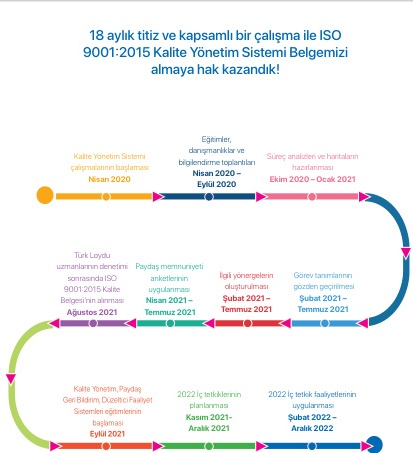 18 aylık titiz ve kapsamlı bir çalışma ile ISO
9001:2015 Kalite Yönetim Sistemi Belgemizi
almaya hak kazandık!
Kalite Yönetim Sistemi
çalışmalarının başlaması
Nisan 2020
Eğitimler,
danışmanlıklar ve
bilgilendirme toplantıları
Nisan 2020 –
Eylül 2020
Süreç analizleri ve haritaların
hazırlanması
Ekim 2020 – Ocak 2021
Türk Loydu
uzmanlarının denetimi
sonrasında ISO
9001:2015 Kalite
Belgesi'nin alınması
Ağustos 2021
Paydaş memnuniyeti
anketlerinin
uygulanması
Nisan 2021 –
Temmuz 2021
İlgili yönergelerin
oluşturulması
Şubat 2021 –
Temmuz 2021
Görev tanımlarının
gözden geçirilmesi
Şubat 2021 –
Temmuz 2021
Kalite Yönetim, Paydaş
Geri Bildirim, Düzeltici Faaliyet
Sistemleri eğitimlerinin
başlaması
Eylül 2021
2022 İç tetkiklerinin
planlanması
Kasım 2021-
Aralık 2021
2022 İç tetkik faaliyetlerinin
uygulanması
Şubat 2022 –
Aralık 2022